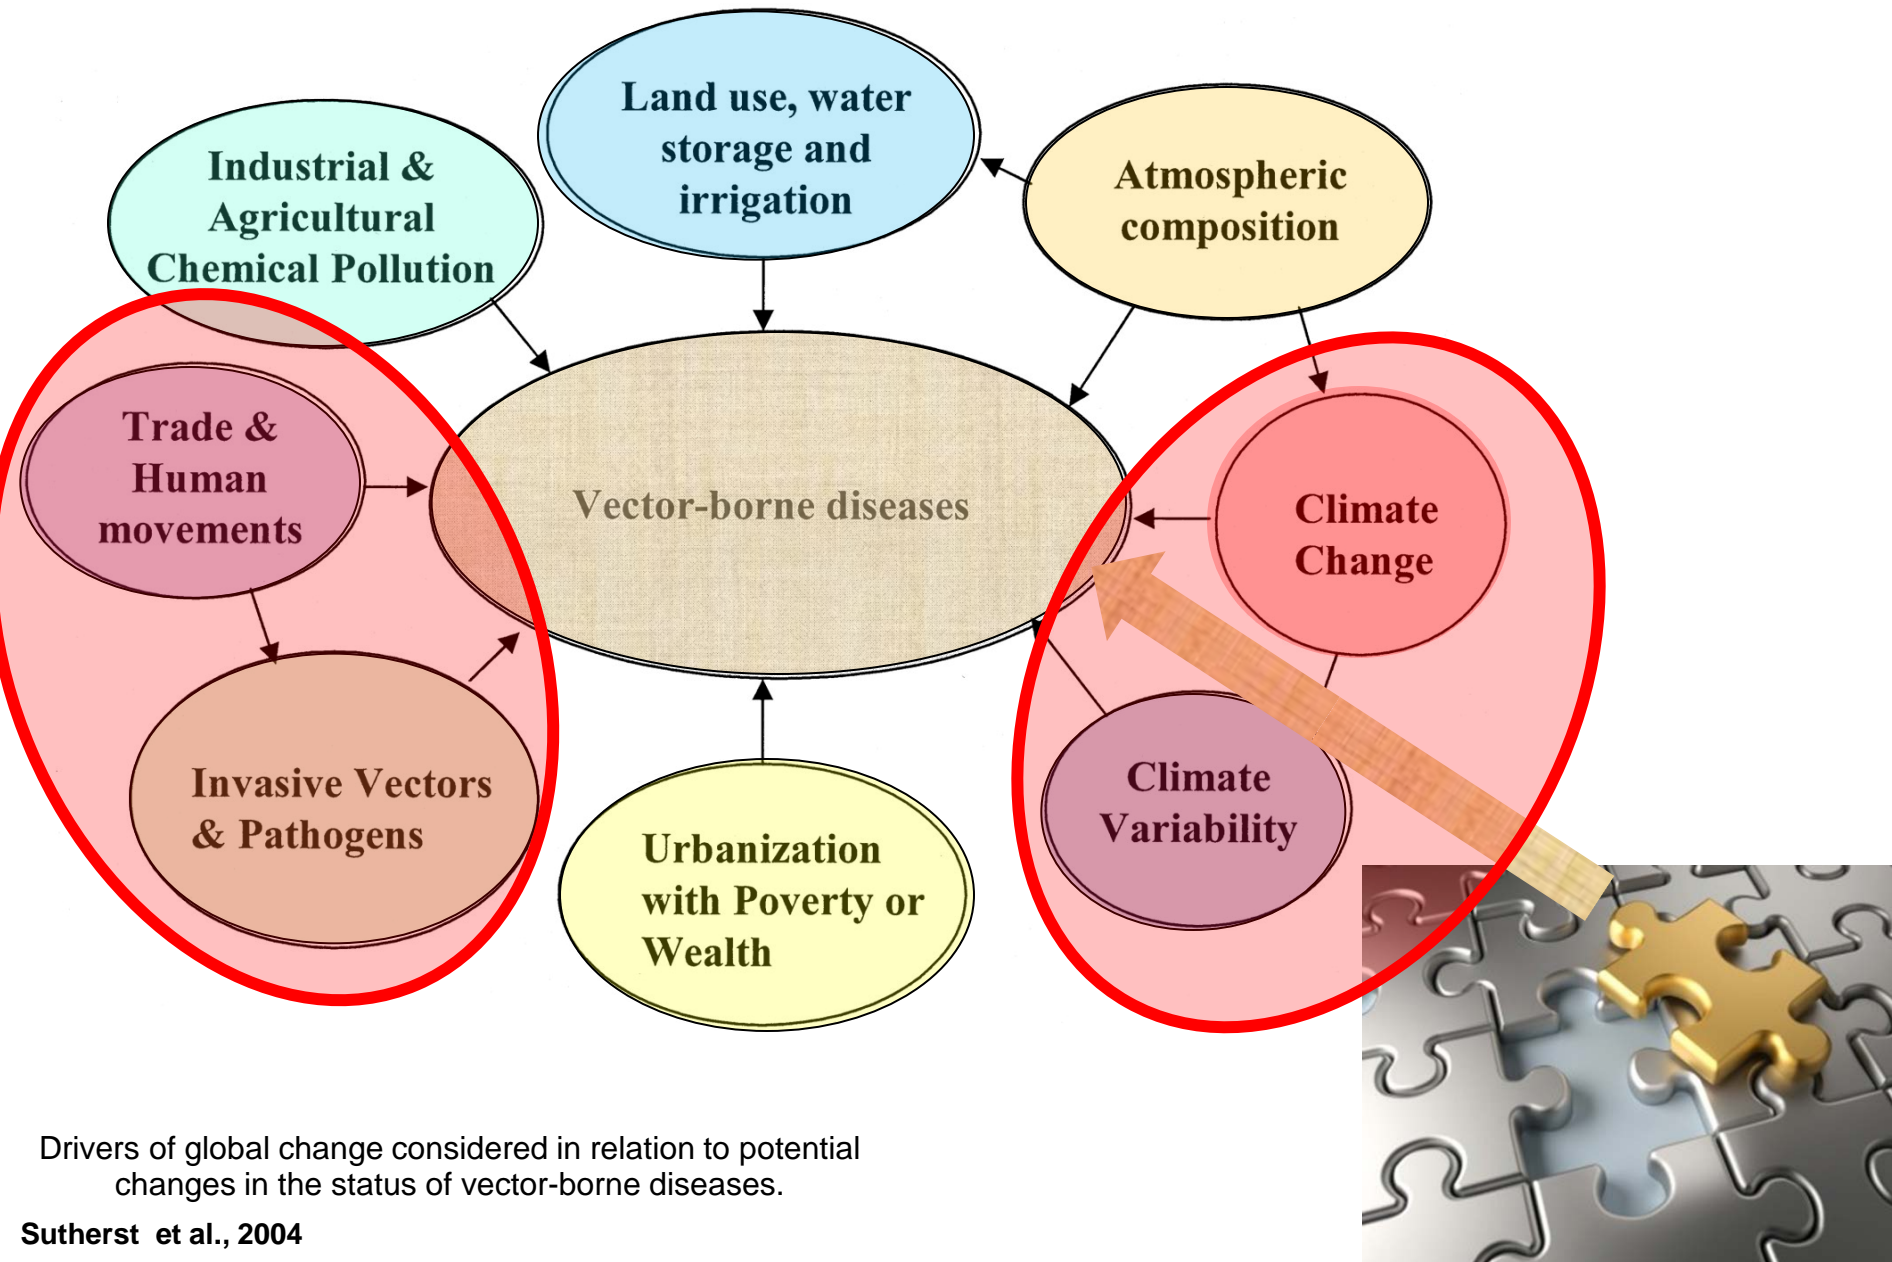 Land use, water
storage and
irrigation
Industrial &
Agricultural
Chemical Pollution
Atmospheric
composition
Trade &
Human
movements
Vector-borne diseases
Climate
Change
Invasive Vectors
& Pathogens
Climate
Variability
Urbanization
with Poverty or
Wealth
Drivers of global change considered in relation to potential
changes in the status of vector-borne diseases.
Sutherst et al., 2004